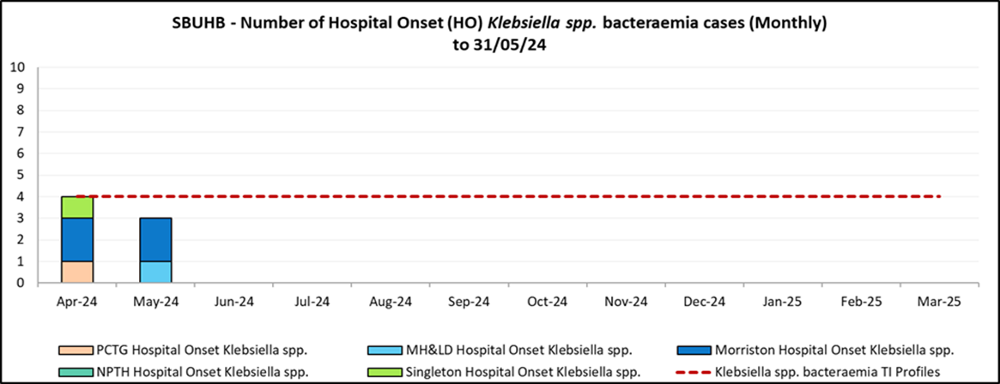 SBUHB - Number of Hospital Onset (HO) Klebsiella spp. bacteraemia cases (Monthly)
to 31/05/24
10
9
8
7
6
5
4
3
2
1
0
Apr-24 May-24 Jun-24 Jul-24 Aug-24 Sep-24 Oct-24 Nov-24 Dec-24 Jan-25 Feb-25 Mar-25
PCTG Hospital Onset Klebsiella spp. MH&LD Hospital Onset Klebsiella spp. Morriston Hospital Onset Klebsiella spp.
NPTH Hospital Onset Klebsiella spp. Singleton Hospital Onset Klebsiella spp. Klebsiella spp. bacteraemia TI Profiles